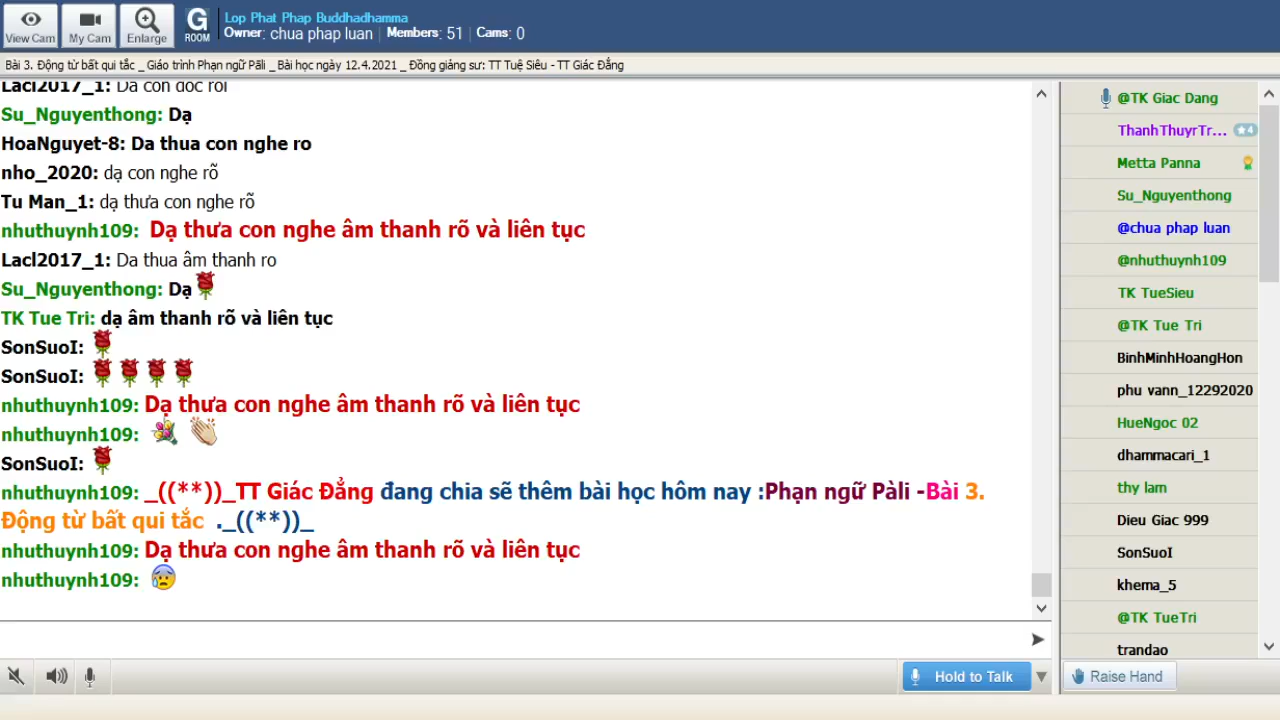 View Cam
My Cam
Enlarge
G
ROOM
Lop Phat Phap Buddhadhamma
Owner: chua phap luan | Members: 51 | Cams: 0
Bài 3. Động từ bất qui tắc _ Giáo trình Phạn ngữ Pāli _ Bài học ngày 12.4.2021 _ Đồng giảng sư: TT Tuệ Siêu - TT Giác Đẳng
Lacl2017_1: Da con doc roi
Su_Nguyenthong: Dạ
HoaNguyet-8: Da thua con nghe ro
nho_2020: dạ con nghe rõ
Tu Man_1: dạ thưa con nghe rõ
nhuthuynh109: Dạ thưa con nghe âm thanh rõ và liên tục
Lacl2017_1: Da thua âm thanh ro
Su_Nguyenthong: Dạ
TK Tue Tri: dạ âm thanh rõ và liên tục
SonSuoI:
SonSuoI:
nhuthuynh109: Dạ thưa con nghe âm thanh rõ và liên tục
nhuthuynh109:
SonSuoI:
nhuthuynh109: _((**))_TT Giác Đẳng đang chia sẽ thêm bài học hôm nay :Phạn ngữ Pàli -Bài 3.
Động từ bất qui tắc ._((**))_
nhuthuynh109: Dạ thưa con nghe âm thanh rõ và liên tục
nhuthuynh109:
Hold to Talk
@TK Giac Dang
ThanhThuyrTr... 4
Metta Panna
Su_Nguyenthong
@chua phap luan
@nhuthuynh109
TK TueSieu
@TK Tue Tri
BinhMinhHoangHon
phu vann_12292020
HueNgoc 02
dhammacari_1
thy lam
Dieu Giac 999
SonSuoI
khema_5
@TK TueTri
trandao
Raise Hand